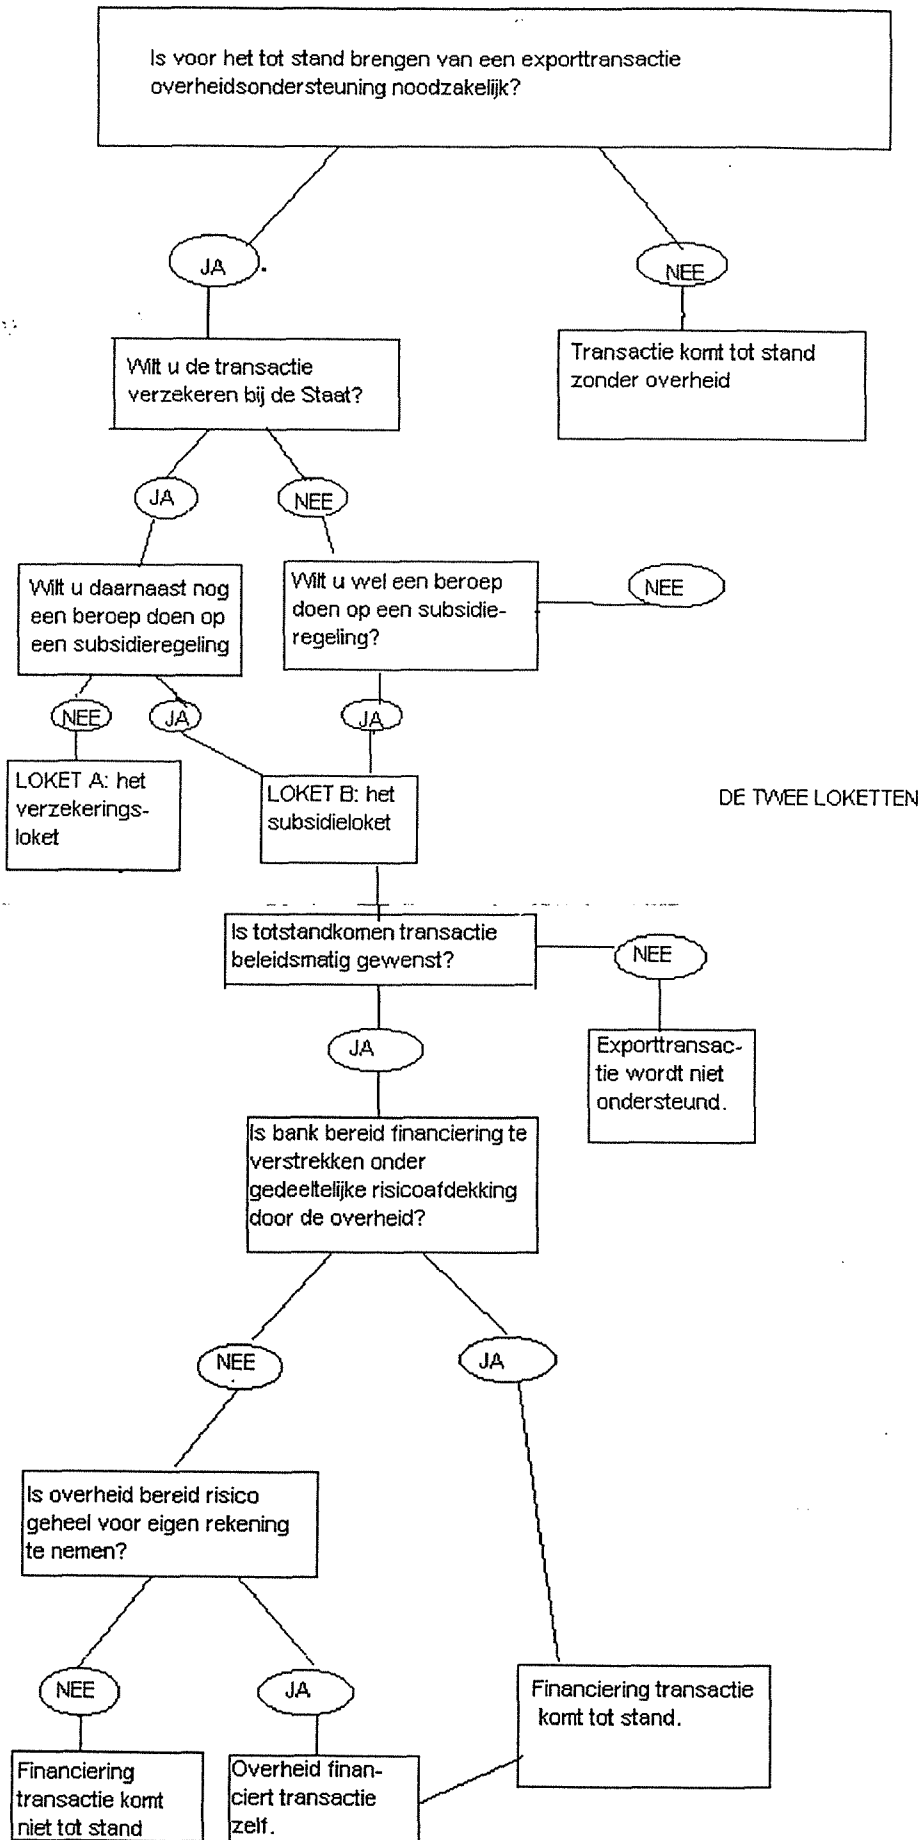 Is voor het tot stand brengen van een exporttransactie
overheidsondersteuning noodzakelijk?
JA
NEE
Wilt u de transactie
verzekeren bij de Staat?
Transactie komt tot stand
zonder overheid
JA
NEE
Wilt u daarnaast nog
een beroep doen op
een subsidieregeling
Wilt u wel een beroep
doen op een subsidie-
regeling?
NEE
NEE
JA
JA
LOKET A: het
verzekerings-
loket
LOKET B: het
subsidieloket
DE TWEE LOKETTEN
Is totstandkomen transactie
beleidsmatig gewenst?
NEE
JA
Exporttransac-
tie wordt niet
ondersteund.
Is bank bereid financiering te
verstrekken onder
gedeeltelijke risicoafdekking
door de overheid?
NEE
JA
Is overheid bereid risico
geheel voor eigen rekening
te nemen?
NEE
JA
Financiering transactie
komt tot stand.
Financiering
transactie komt
niet tot stand
Overheid finan-
ciert transactie
zelf.